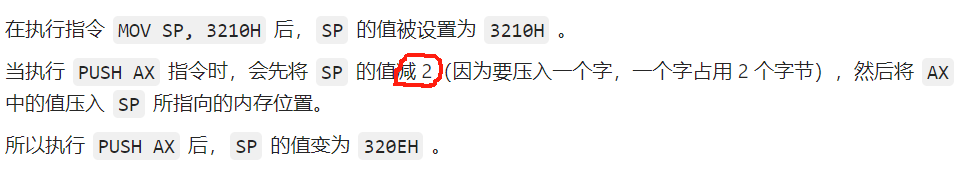 在执行指令 MOV SP, 3210H 后， SP 的值被设置为 3210H 。
当执行 PUSH AX 指令时，会先将 SP 的值减 2（因为要压入一个字，一个字占用 2 个字节），然后将 AX
中的值压入 SP 所指向的内存位置。
所以执行 PUSH AX 后， SP 的值变为 320EH 。